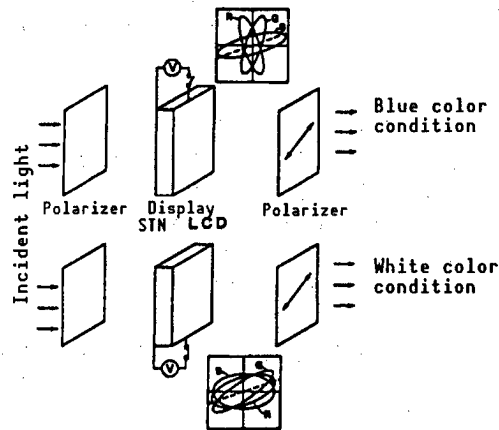 R G B
V
Blue color
condition
Incident light
Polarizer
Display
Polarizer
STN LCD
White color
condition
V
B G
R